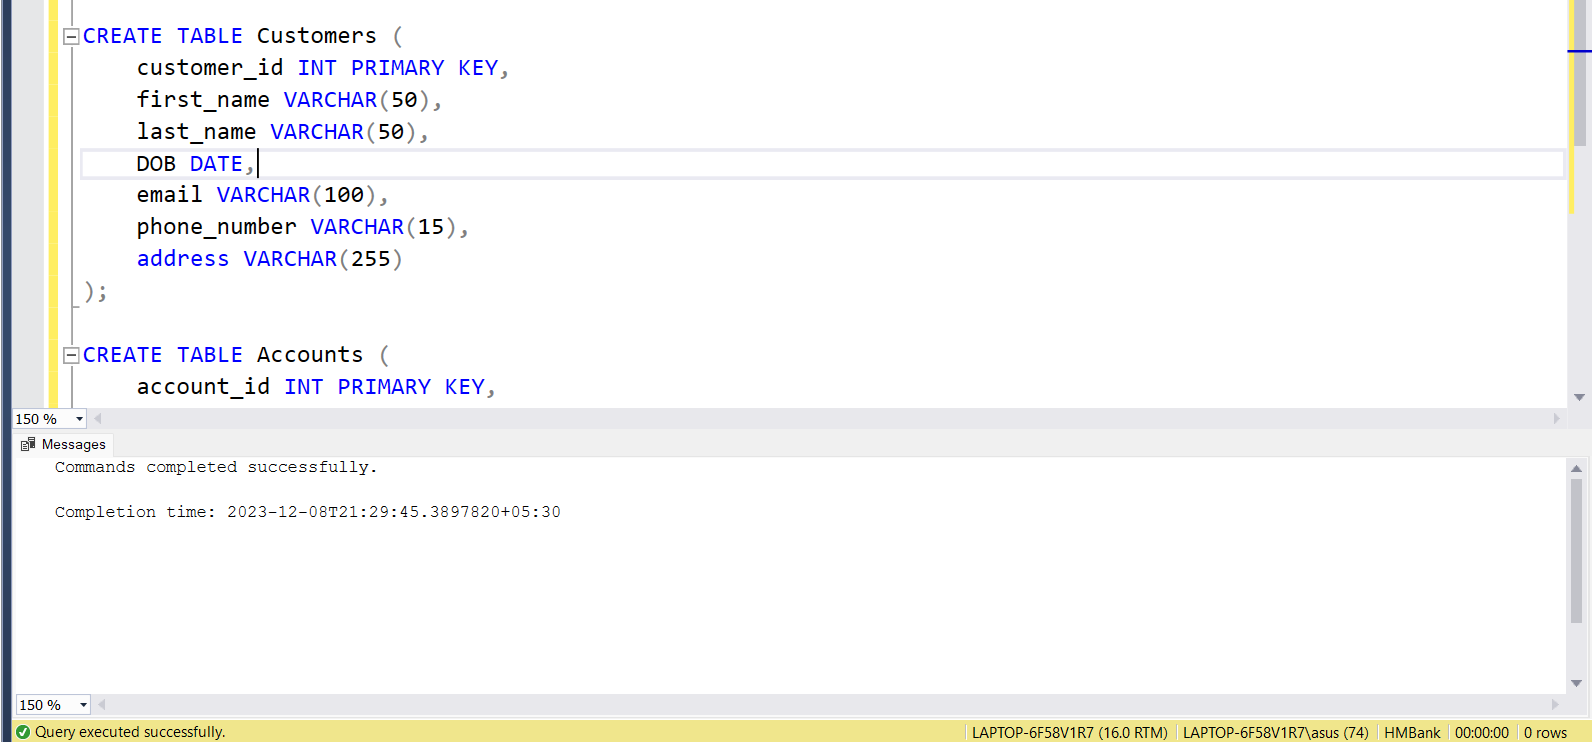 CREATE TABLE Customers (
customer_id INT PRIMARY KEY,
first_name VARCHAR(50),
last_name VARCHAR(50),
DOB DATE,
email VARCHAR(100),
phone_number VARCHAR(15),
address VARCHAR(255)
);
CREATE TABLE Accounts (
account_id INT PRIMARY KEY,
150 %
Messages
Commands completed successfully.
Completion time: 2023-12-08T21:29:45.3897820+05:30
150 %
Query executed successfully. LAPTOP-6F58V1R7 (16.0 RTM) LAPTOP-6F58V1R7\asus (74) HMBank 00:00:00 0 rows